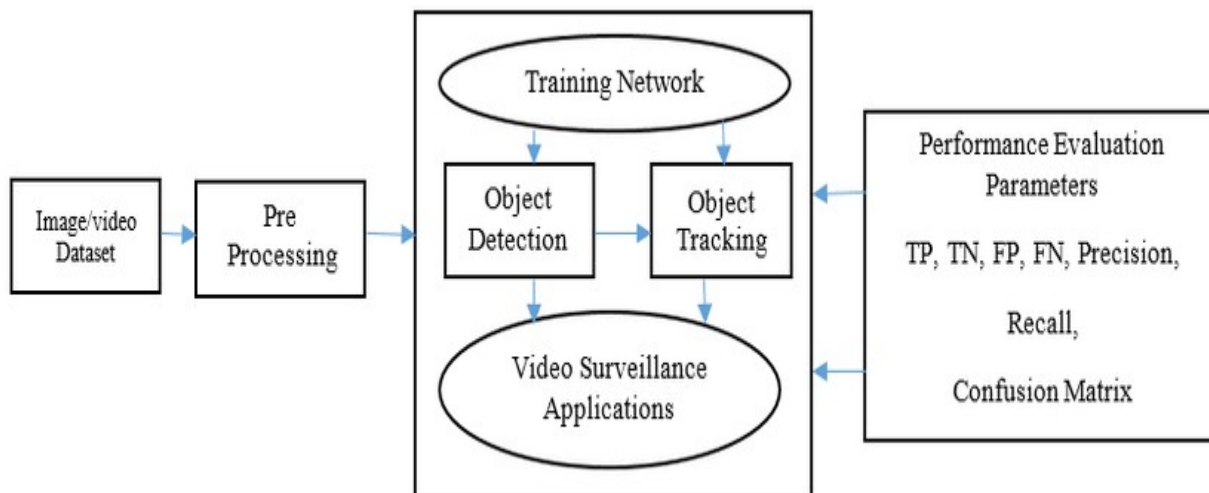 Image/video
Dataset
Pre
Processing
Training Network
Object
Detection
Object
Tracking
Video Surveillance
Applications
Performance Evaluation
Parameters
TP, TN, FP, FN, Precision,
Recall,
Confusion Matrix